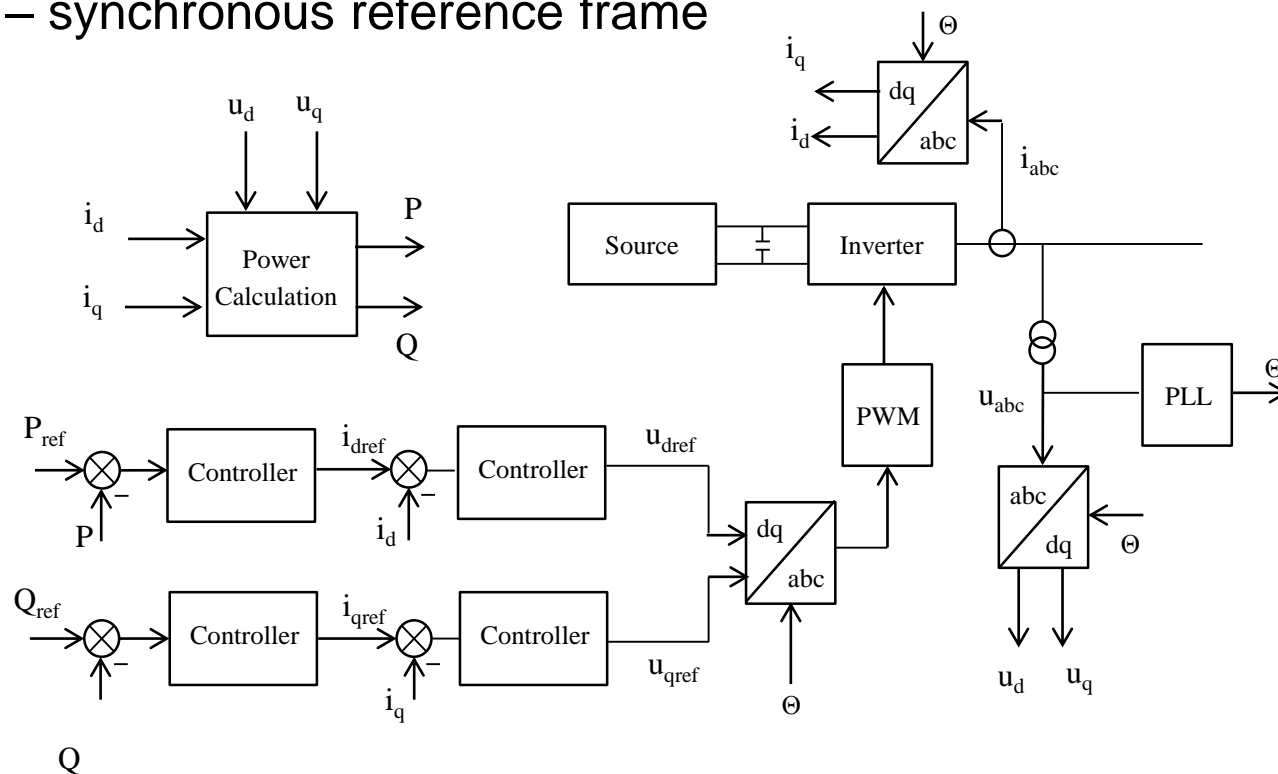 – synchronous reference frame
Θ
i_q
dq
u_d u_q
i_d
abc
i_abc
P
i_d
Source
Inverter
Power
Calculation
i_q
Q
Θ
u_abc
PLL
PWM
P_ref
i_dref
u_dref
Controller
Controller
–
–
P
i_d
abc
dq
dq
Θ
abc
Q_ref
i_qref
Controller
Controller
–
–
u_qref
i_q
u_d u_q
Θ
Q